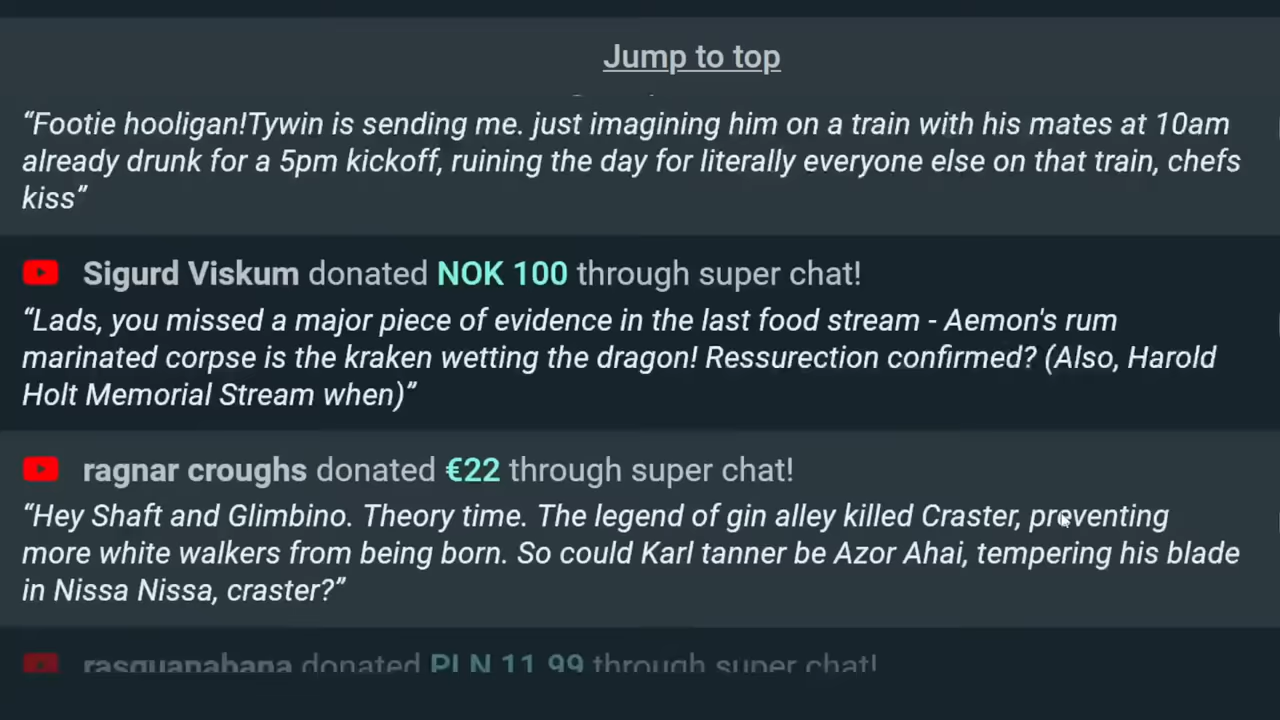 Jump to top
“Footie hooligan!Tywin is sending me. just imagining him on a train with his mates at 10am
already drunk for a 5pm kickoff, ruining the day for literally everyone else on that train, chefs
kiss”
Sigurd Viskum donated NOK 100 through super chat!
“Lads, you missed a major piece of evidence in the last food stream - Aemon's rum
marinated corpse is the kraken wetting the dragon! Ressurection confirmed? (Also, Harold
Holt Memorial Stream when)”
ragnar croughs donated €22 through super chat!
“Hey Shaft and Glimbino. Theory time. The legend of gin alley killed Craster, preventing
more white walkers from being born. So could Karl tanner be Azor Ahai, tempering his blade
in Nissa Nissa, craster?”
rasguanabana donated PLN 11.99 through super chat!